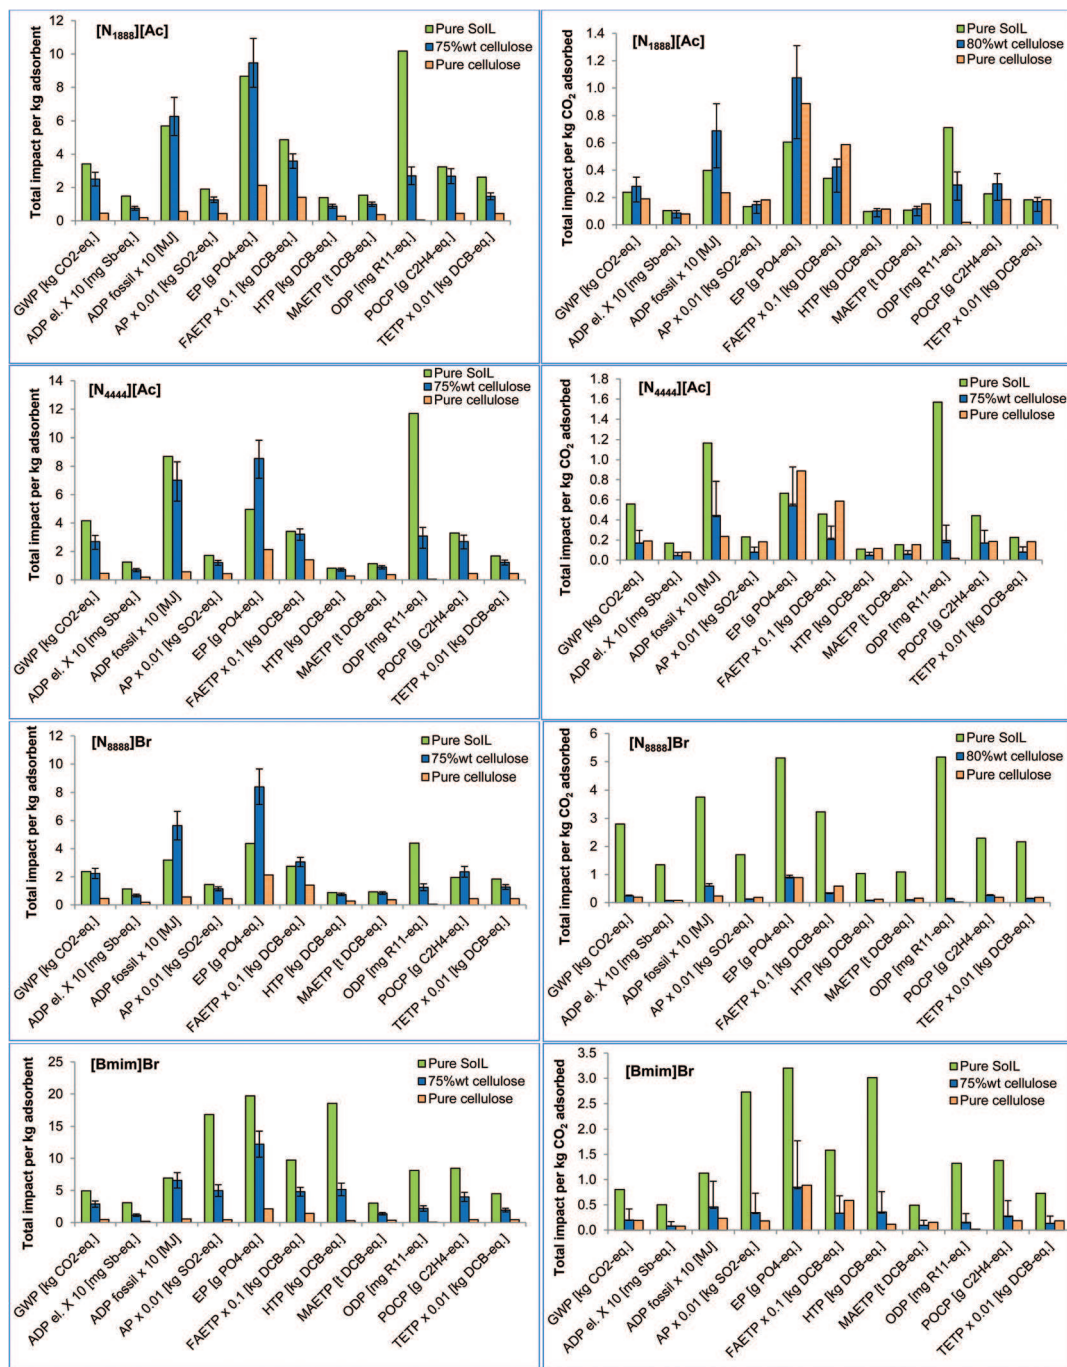 [N1888][Ac]
Pure SoIL
75%wt cellulose
Pure cellulose
Total impact per kg adsorbent
12
10
8
6
4
2
0
GWP [kg CO2-eq.]
ADP el. X 10 [mg Sb-eq.]
ADP fossil x 10 [MJ]
AP x 0.01 [kg SO2-eq.]
EP [g PO4-eq.]
FAETP x 0.1 [kg DCB-eq.]
HTP [kg DCB-eq.]
MAETP [t DCB-eq.]
ODP [mg R11-eq.]
POCP [g C2H4-eq.]
TETP x 0.01 [kg DCB-eq.]
[N1888][Ac]
Pure SoIL
80%wt cellulose
Pure cellulose
Total impact per kg CO2 adsorbed
1.4
1.2
1.0
0.8
0.6
0.4
0.2
0.0
GWP [kg CO2-eq.]
ADP el. X 10 [mg Sb-eq.]
ADP fossil x 10 [MJ]
AP x 0.01 [kg SO2-eq.]
EP [g PO4-eq.]
FAETP x 0.1 [kg DCB-eq.]
HTP [kg DCB-eq.]
MAETP [t DCB-eq.]
ODP [mg R11-eq.]
POCP [g C2H4-eq.]
TETP x 0.01 [kg DCB-eq.]
[N4444][Ac]
Pure SoIL
75%wt cellulose
Pure cellulose
Total impact per kg adsorbent
14
12
10
8
6
4
2
0
GWP [kg CO2-eq.]
ADP el. X 10 [mg Sb-eq.]
ADP fossil x 10 [MJ]
AP x 0.01 [kg SO2-eq.]
EP [g PO4-eq.]
FAETP x 0.1 [kg DCB-eq.]
HTP [kg DCB-eq.]
MAETP [t DCB-eq.]
ODP [mg R11-eq.]
POCP [g C2H4-eq.]
TETP x 0.01 [kg DCB-eq.]
[N4444][Ac]
Pure SoIL
75%wt cellulose
Pure cellulose
Total impact per kg CO2 adsorbed
1.8
1.6
1.4
1.2
1.0
0.8
0.6
0.4
0.2
0.0
GWP [kg CO2-eq.]
ADP el. X 10 [mg Sb-eq.]
ADP fossil x 10 [MJ]
AP x 0.01 [kg SO2-eq.]
EP [g PO4-eq.]
FAETP x 0.1 [kg DCB-eq.]
HTP [kg DCB-eq.]
MAETP [t DCB-eq.]
ODP [mg R11-eq.]
POCP [g C2H4-eq.]
TETP x 0.01 [kg DCB-eq.]
[N8888]Br
Pure SoIL
75%wt cellulose
Pure cellulose
Total impact per kg adsorbent
12
10
8
6
4
2
0
GWP [kg CO2-eq.]
ADP el. X 10 [mg Sb-eq.]
ADP fossil x 10 [MJ]
AP x 0.01 [kg SO2-eq.]
EP [g PO4-eq.]
FAETP x 0.1 [kg DCB-eq.]
HTP [kg DCB-eq.]
MAETP [t DCB-eq.]
ODP [mg R11-eq.]
POCP [g C2H4-eq.]
TETP x 0.01 [kg DCB-eq.]
[N8888]Br
Pure SoIL
80%wt cellulose
Pure cellulose
Total impact per kg CO2 adsorbed
6
5
4
3
2
1
0
GWP [kg CO2-eq.]
ADP el. X 10 [mg Sb-eq.]
ADP fossil x 10 [MJ]
AP x 0.01 [kg SO2-eq.]
EP [g PO4-eq.]
FAETP x 0.1 [kg DCB-eq.]
HTP [kg DCB-eq.]
MAETP [t DCB-eq.]
ODP [mg R11-eq.]
POCP [g C2H4-eq.]
TETP x 0.01 [kg DCB-eq.]
[Bmim]Br
Pure SoIL
75%wt cellulose
Pure cellulose
Total impact per kg adsorbent
25
20
15
10
5
0
GWP [kg CO2-eq.]
ADP el. X 10 [mg Sb-eq.]
ADP fossil x 10 [MJ]
AP x 0.01 [kg SO2-eq.]
EP [g PO4-eq.]
FAETP x 0.1 [kg DCB-eq.]
HTP [kg DCB-eq.]
MAETP [t DCB-eq.]
ODP [mg R11-eq.]
POCP [g C2H4-eq.]
TETP x 0.01 [kg DCB-eq.]
[Bmim]Br
Pure SoIL
75%wt cellulose
Pure cellulose
Total impact per kg CO2 adsorbed
3.5
3.0
2.5
2.0
1.5
1.0
0.5
0.0
GWP [kg CO2-eq.]
ADP el. X 10 [mg Sb-eq.]
ADP fossil x 10 [MJ]
AP x 0.01 [kg SO2-eq.]
EP [g PO4-eq.]
FAETP x 0.1 [kg DCB-eq.]
HTP [kg DCB-eq.]
MAETP [t DCB-eq.]
ODP [mg R11-eq.]
POCP [g C2H4-eq.]
TETP x 0.01 [kg DCB-eq.]